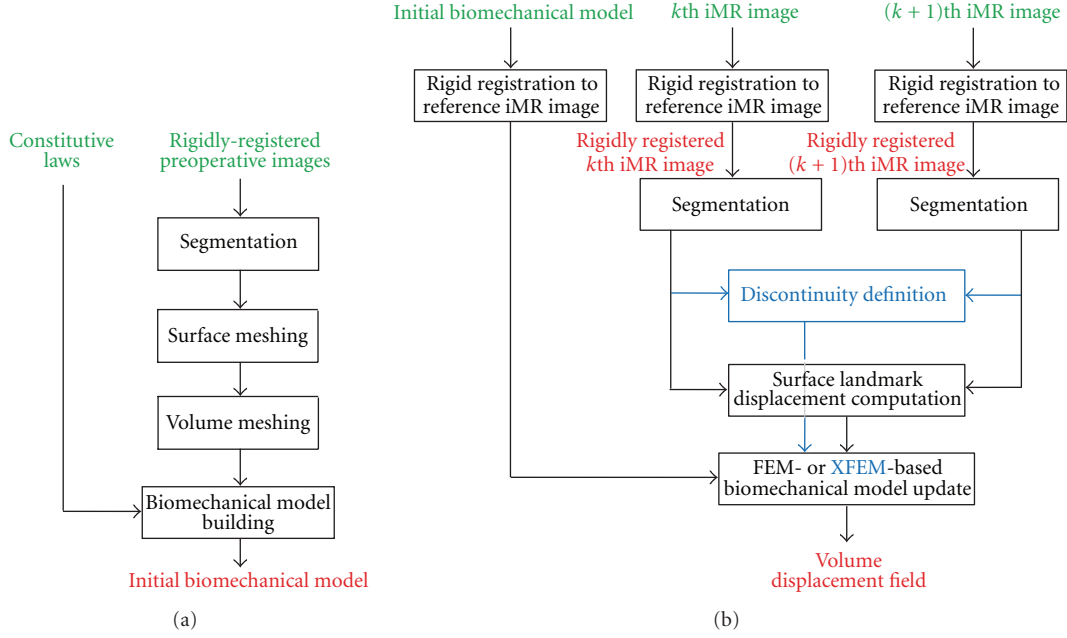 Constitutive
laws
Rigidly-registered
preoperative images
Segmentation
Surface meshing
Volume meshing
Biomechanical model
building
Initial biomechanical model
(a)
Initial biomechanical model
kth iMR image
(k + 1)th iMR image
Rigid registration to
reference iMR image
Rigid registration to
reference iMR image
Rigid registration to
reference iMR image
Rigidly registered
kth iMR image
Rigidly registered
(k + 1)th iMR image
Segmentation
Segmentation
Discontinuity definition
Surface landmark
displacement computation
FEM- or XFEM-based
biomechanical model update
Volume
displacement field
(b)